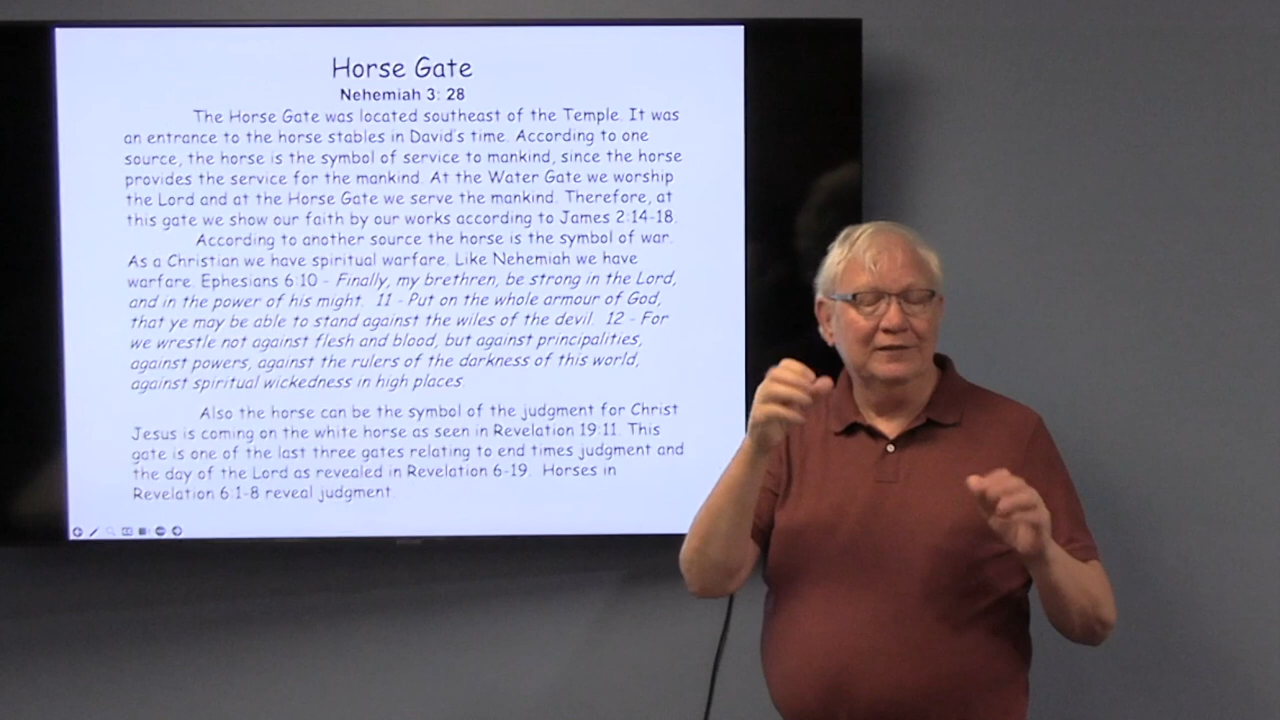 Horse Gate
Nehemiah 3: 28
The Horse Gate was located southeast of the Temple. It was
an entrance to the horse stables in David's time. According to one
source, the horse is the symbol of service to mankind, since the horse
provides the service for the mankind. At the Water Gate we worship
the Lord and at the Horse Gate we serve the mankind. Therefore, at
this gate we show our faith by our works according to James 2:14-18.
According to another source the horse is the symbol of war.
As a Christian we have spiritual warfare. Like Nehemiah we have
warfare. Ephesians 6:10 - Finally, my brethren, be strong in the Lord,
and in the power of his might. 11 - Put on the whole armour of God,
that ye may be able to stand against the wiles of the devil. 12 - For
we wrestle not against flesh and blood, but against principalities,
against powers, against the rulers of the darkness of this world,
against spiritual wickedness in high places.
Also the horse can be the symbol of the judgment for Christ
Jesus is coming on the white horse as seen in Revelation 19:11. This
gate is one of the last three gates relating to end times judgment and
the day of the Lord as revealed in Revelation 6-19. Horses in
Revelation 6:1-8 reveal judgment.